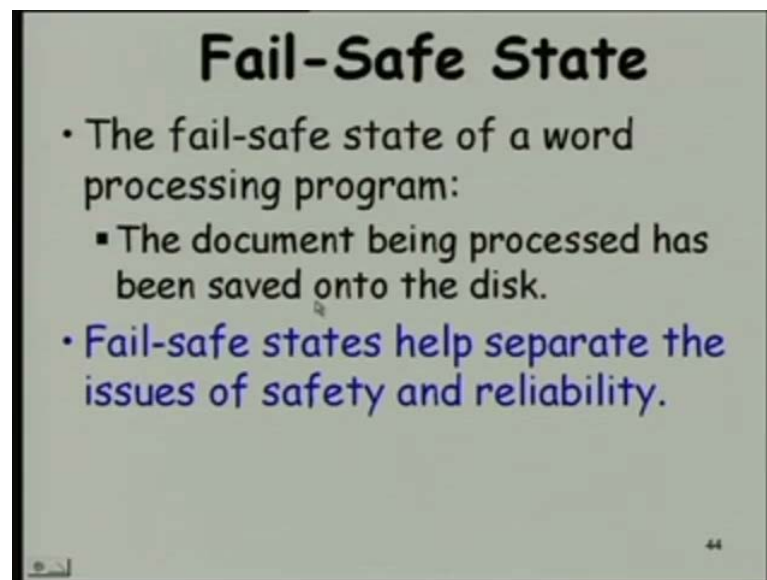 Fail-Safe State
• The fail-safe state of a word
processing program:
▪ The document being processed has
been saved onto the disk.
• Fail-safe states help separate the
issues of safety and reliability.
44